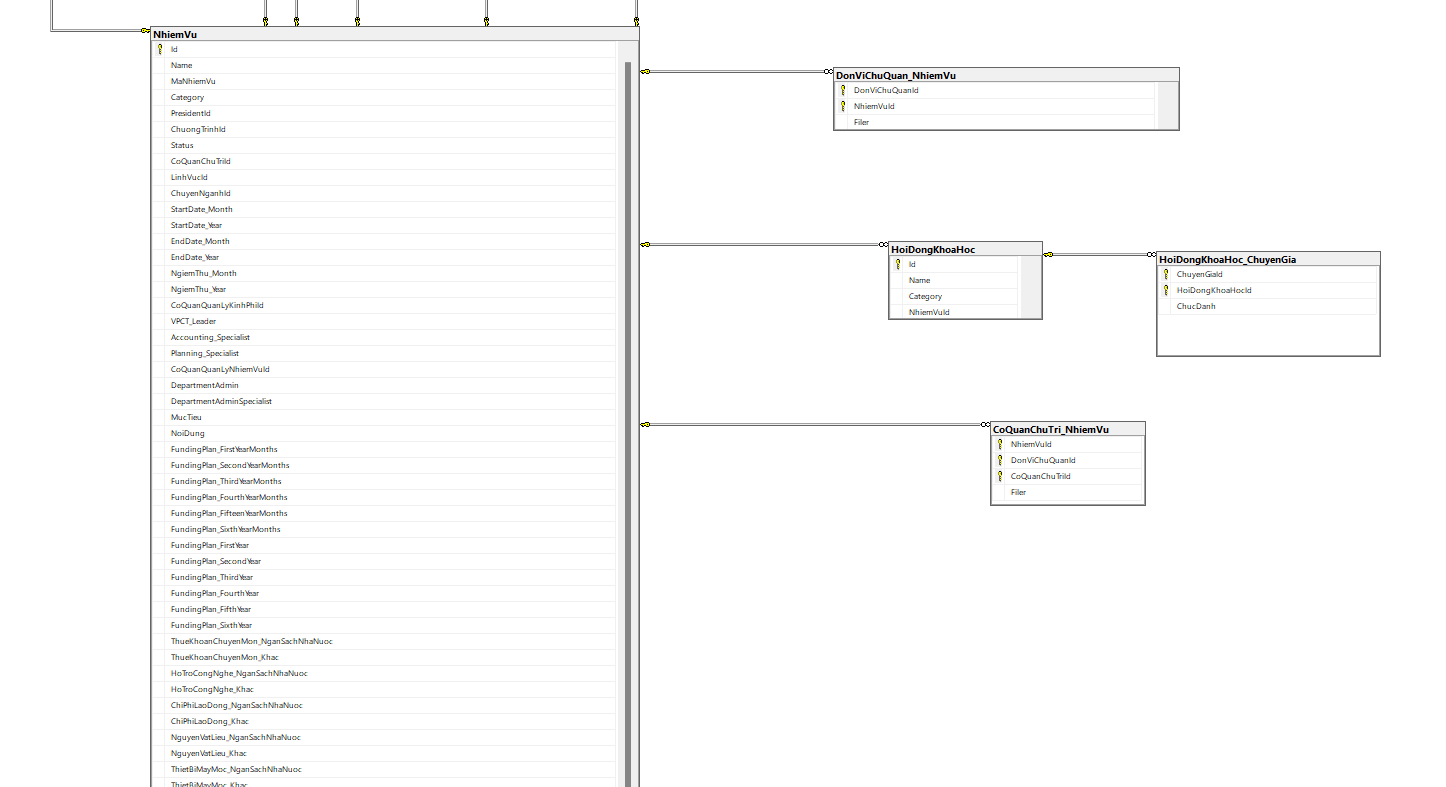 NhiemVu
Id
Name
MaNhiemVu
Category
PresidentId
ChuongTrinhId
Status
CoQuanChuTriId
LinhVucId
ChuyenNganhId
StartDate_Month
StartDate_Year
EndDate_Month
EndDate_Year
NgiemThu_Month
NgiemThu_Year
CoQuanQuanLyKinhPhiId
VPCT_Leader
Accounting_Specialist
Planning_Specialist
CoQuanQuanLyNhiemVuId
DepartmentAdmin
DepartmentAdminSpecialist
MucTieu
NoiDung
FundingPlan_FirstYearMonths
FundingPlan_SecondYearMonths
FundingPlan_ThirdYearMonths
FundingPlan_FourthYearMonths
FundingPlan_FifteenYearMonths
FundingPlan_SixthYearMonths
FundingPlan_FirstYear
FundingPlan_SecondYear
FundingPlan_ThirdYear
FundingPlan_FourthYear
FundingPlan_FifthYear
FundingPlan_SixthYear
ThueKhoanChuyenMon_NganSachNhaNuoc
ThueKhoanChuyenMon_Khac
HoTroCongNghe_NganSachNhaNuoc
HoTroCongNghe_Khac
ChiPhiLaoDong_NganSachNhaNuoc
ChiPhiLaoDong_Khac
NguyenVatLieu_NganSachNhaNuoc
NguyenVatLieu_Khac
ThietBiMayMoc_NganSachNhaNuoc
ThietBiMayMoc_Khac
DonViChuQuan_NhiemVu
DonViChuQuanId
NhiemVuId
Filer
HoiDongKhoaHoc
Id
Name
Category
NhiemVuId
HoiDongKhoaHoc_ChuyenGia
ChuyenGiaId
HoiDongKhoaHocId
ChucDanh
CoQuanChuTri_NhiemVu
NhiemVuId
DonViChuQuanId
CoQuanChuTriId
Filer